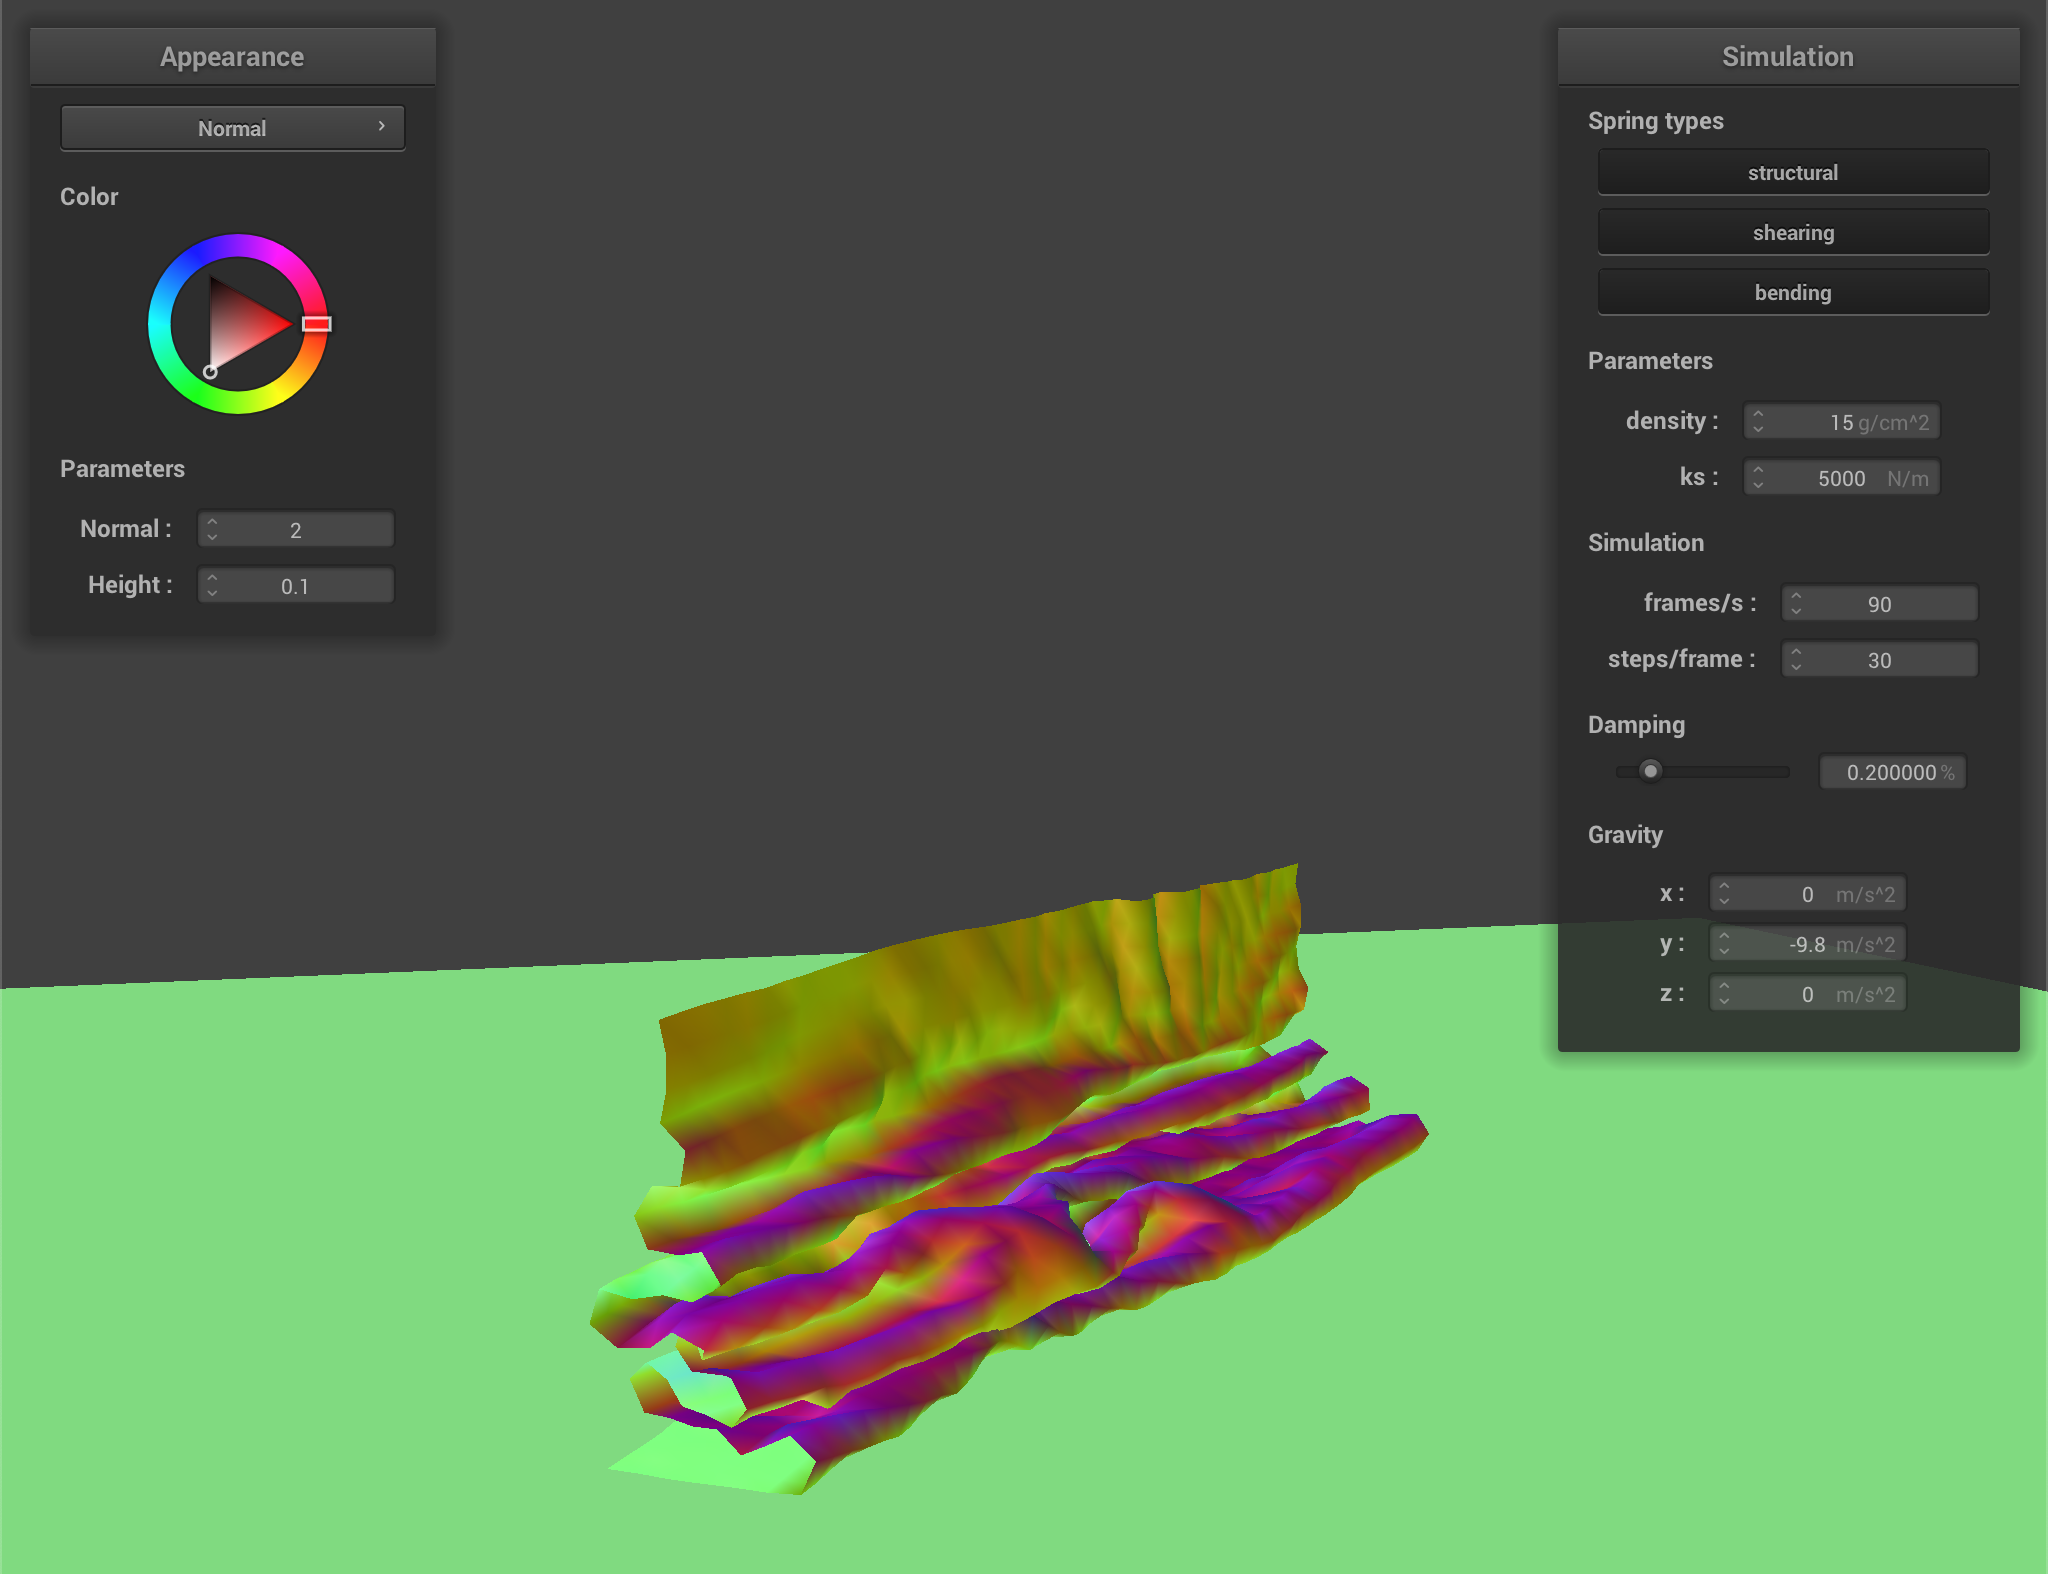 Appearance
Normal
Color
Parameters
Normal : 2
Height : 0.1
Simulation
Spring types
structural
shearing
bending
Parameters
density : 15 g/cm^2
ks : 5000 N/m
Simulation
frames/s : 90
steps/frame : 30
Damping
0.200000 %
Gravity
x : 0 m/s^2
y : -9.8 m/s^2
z : 0 m/s^2